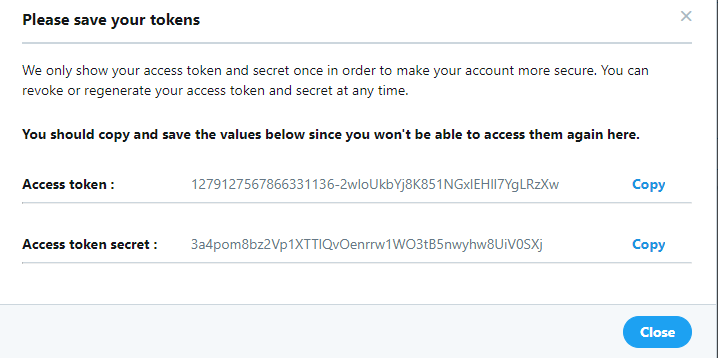 Please save your tokens
We only show your access token and secret once in order to make your account more secure. You can
revoke or regenerate your access token and secret at any time.
You should copy and save the values below since you won't be able to access them again here.
Access token : 1279127567866331136-2wIoUkbYj8K851NGxIEHII7YgLRzXw Copy
Access token secret : 3a4pom8bz2Vp1XTTIQvOenrrw1WO3tB5nwyhw8UiV0SXj Copy
Close